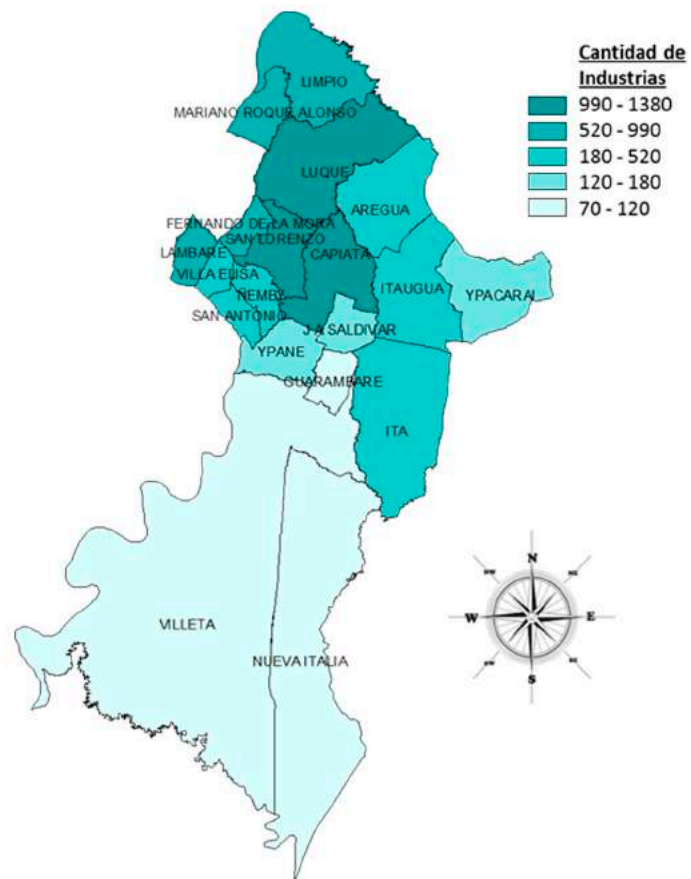 Cantidad de
Industrias
990 - 1380
520 - 990
180 - 520
120 - 180
70 - 120
LIMPIO
MARIANO ROQUE ALONSO
LUQUE
AREGUA
FERNANDO DE LA MORA
SAN LORENZO
LAMBARÉ
CAPIATA
VILLA ELISA
ITAUGUA
YPACARAI
ÑEMBY
SAN ANTONIO
J A SALDIVAR
YPANE
GUARAMBARE
ITA
VILLETA
NUEVA ITALIA
N
W
E
S